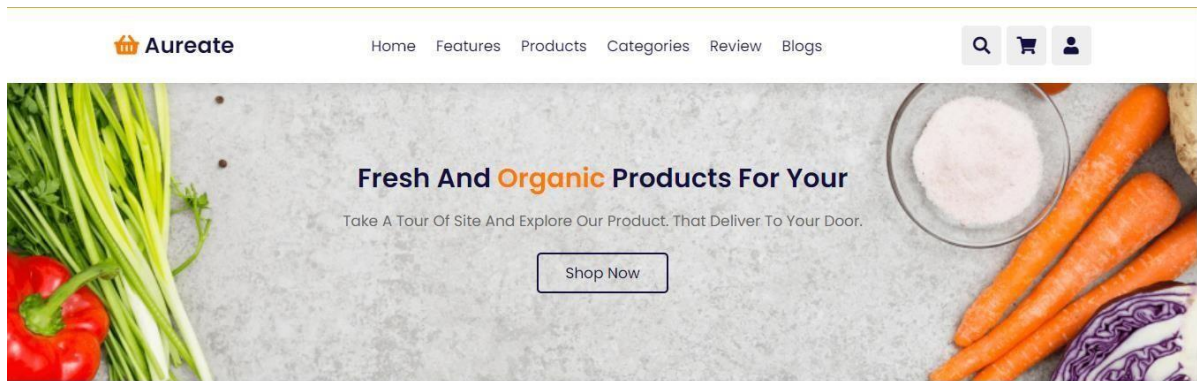 Aureate
Home Features Products Categories Review Blogs
Fresh And Organic Products For Your
Take A Tour Of Site And Explore Our Product. That Deliver To Your Door.
Shop Now